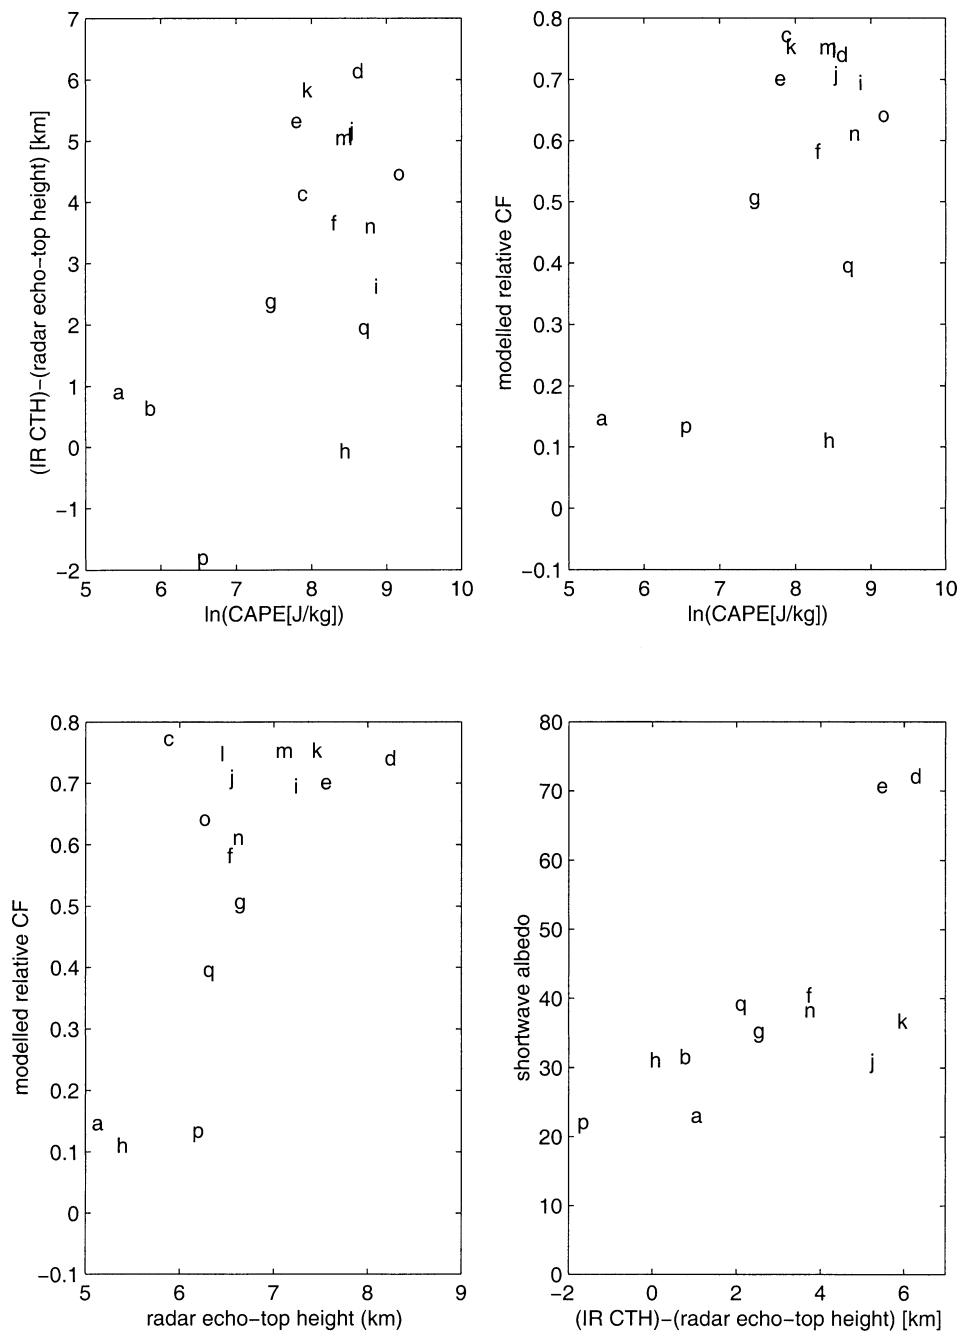 7
6
5
4
3
2
1
0
−1
−2
(IR CTH)−(radar echo−top height) [km]
d
k
e
j
m
o
c
f
n
i
g
q
a
b
h
p
5 6 7 8 9 10
ln(CAPE[J/kg])
0.8
0.7
0.6
0.5
0.4
0.3
0.2
0.1
0
−0.1
modelled relative CF
c
k
m
l
d
e
j
i
o
n
f
g
q
a
p
h
5 6 7 8 9 10
ln(CAPE[J/kg])
0.8
0.7
0.6
0.5
0.4
0.3
0.2
0.1
0
−0.1
modelled relative CF
c
l
m
k
d
j
i
e
o
n
f
g
q
a
h
p
5 6 7 8 9
radar echo−top height (km)
80
70
60
50
40
30
20
10
0
shortwave albedo
d
e
f
q
n
k
g
h
b
j
p
a
−2 0 2 4 6
(IR CTH)−(radar echo−top height) [km]